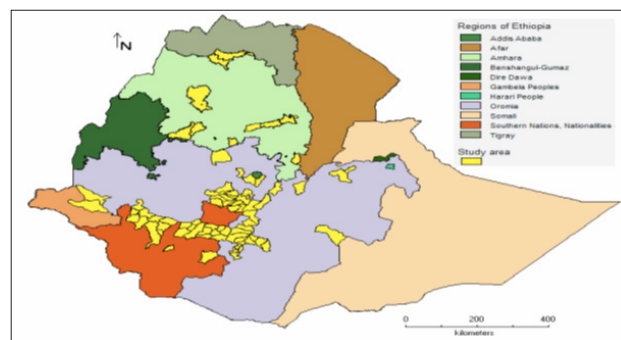 N
Regions of Ethiopia
Addis Ababa
Afar
Amhara
Benshangul-Gumaz
Dire Dawa
Gambela Peoples
Harari People
Oromia
Somali
Southern Nations, Nationalities
Tigray
Study area
0 200 400
kilometers